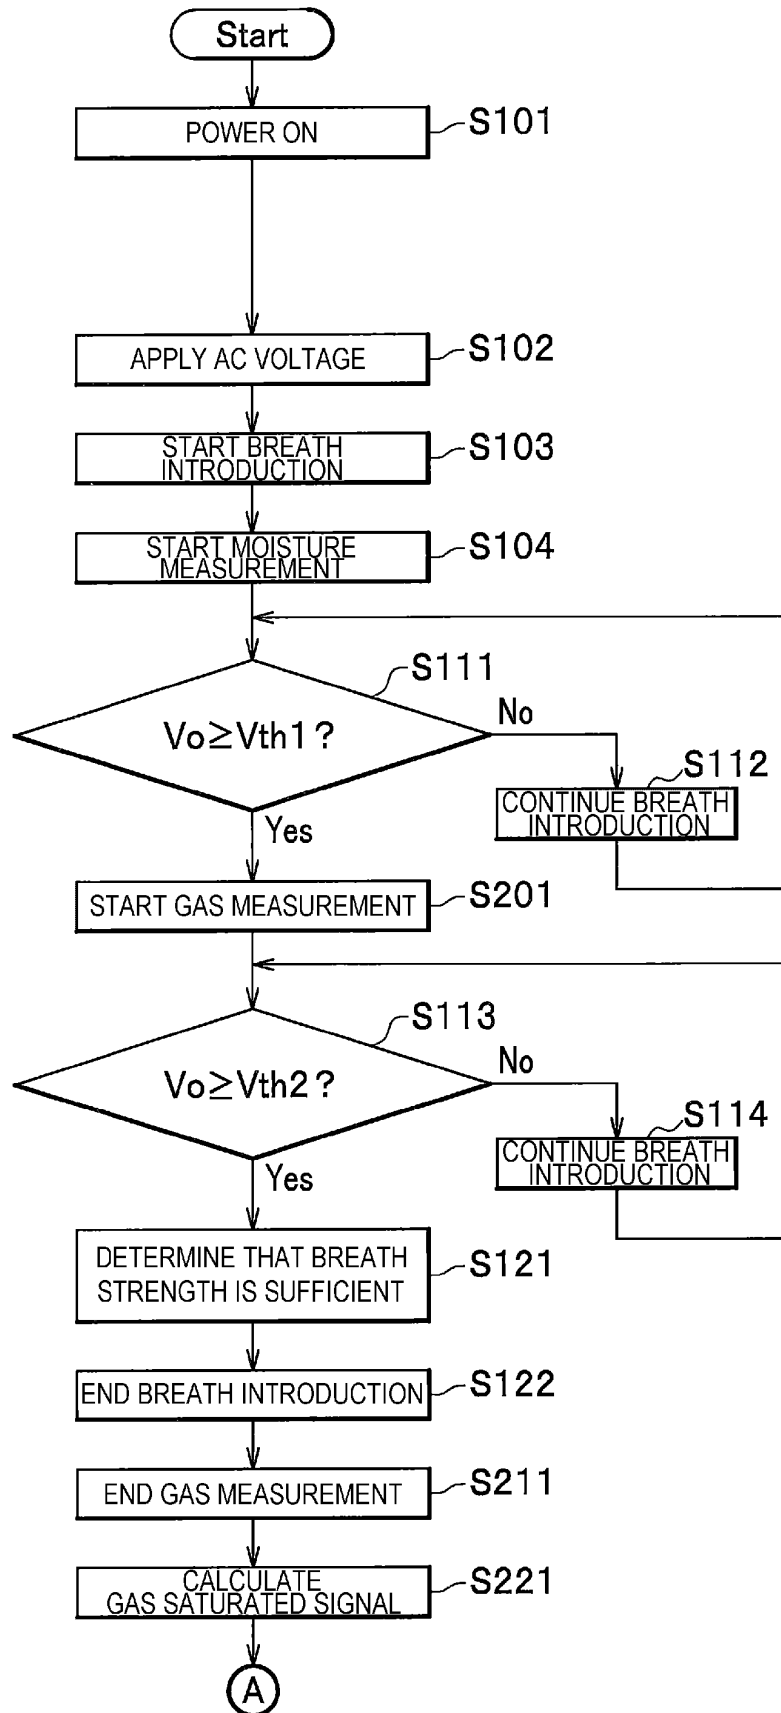 Start
POWER ON
S101
APPLY AC VOLTAGE
S102
START BREATH
INTRODUCTION
S103
START MOISTURE
MEASUREMENT
S104
S111
Vo≧Vth1?
No
S112
CONTINUE BREATH
INTRODUCTION
Yes
START GAS MEASUREMENT
S201
S113
Vo≧Vth2?
No
S114
CONTINUE BREATH
INTRODUCTION
Yes
DETERMINE THAT BREATH
STRENGTH IS SUFFICIENT
S121
END BREATH INTRODUCTION
S122
END GAS MEASUREMENT
S211
CALCULATE
GAS SATURATED SIGNAL
S221
A